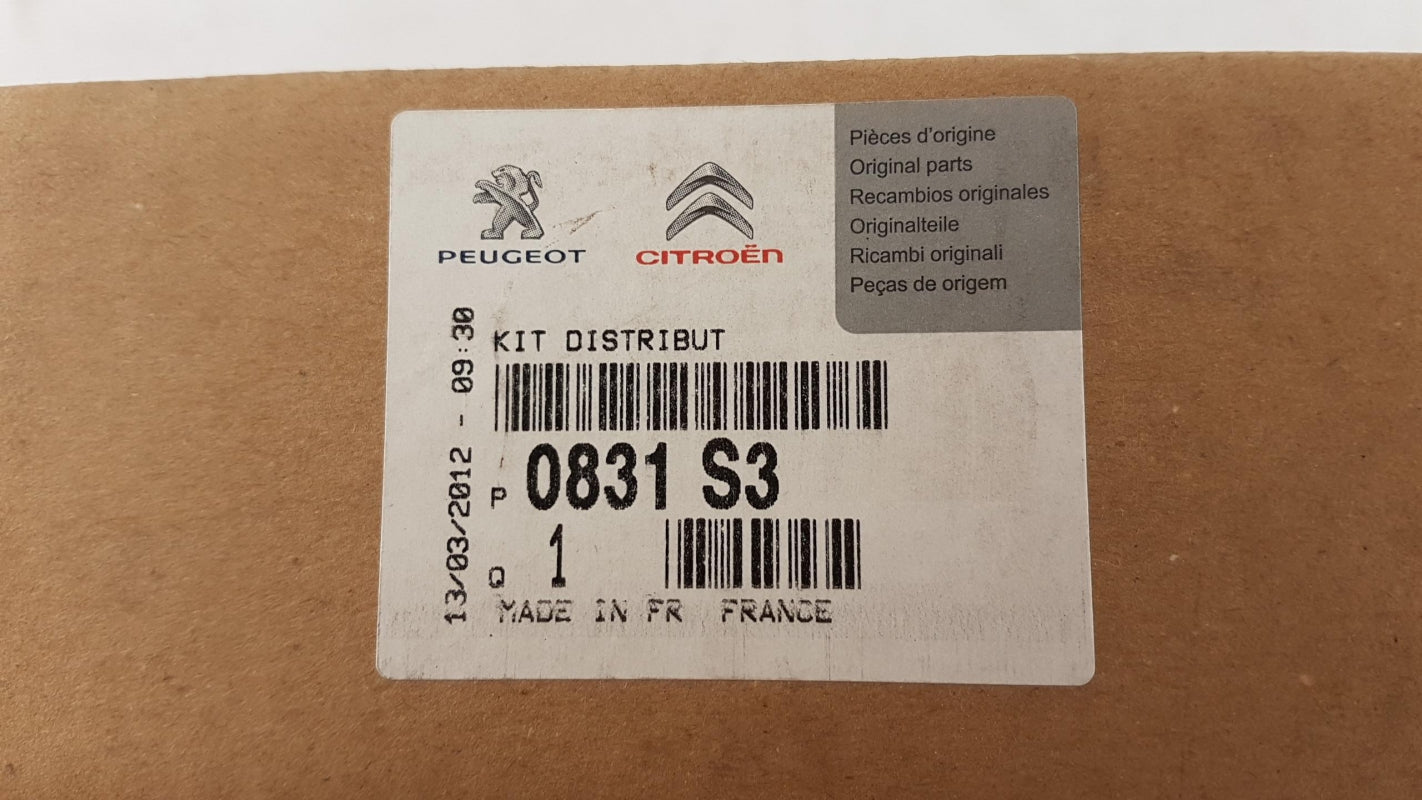 PEUGEOT
CITROËN
Pièces d'origine
Original parts
Recambios originales
Originalteile
Ricambi originali
Peças de origem
13/03/2012 - 09:30
KIT DISTRIBUT
P 0831 S3
Q 1
MADE IN FR FRANCE